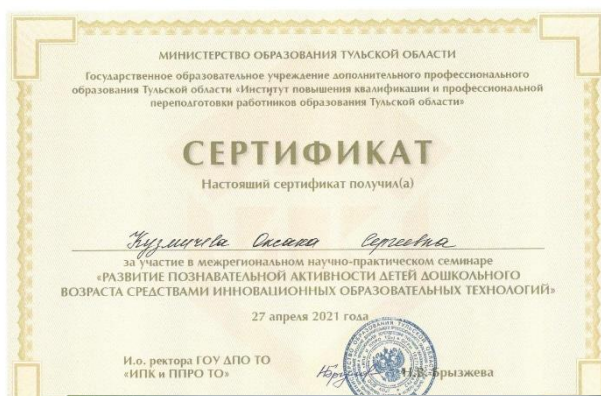 МИНИСТЕРСТВО ОБРАЗОВАНИЯ ТУЛЬСКОЙ ОБЛАСТИ
Государственное образовательное учреждение дополнительного профессионального
образования Тульской области «Институт повышения квалификации и профессиональной
переподготовки работников образования Тульской области»
СЕРТИФИКАТ
Настоящий сертификат получил(а)
Кузмичева Оксана Сергеевна
за участие в межрегиональном научно-практическом семинаре
«РАЗВИТИЕ ПОЗНАВАТЕЛЬНОЙ АКТИВНОСТИ ДЕТЕЙ ДОШКОЛЬНОГО
ВОЗРАСТА СРЕДСТВАМИ ИННОВАЦИОННЫХ ОБРАЗОВАТЕЛЬНЫХ ТЕХНОЛОГИЙ»
27 апреля 2021 года
И.о. ректора ГОУ ДПО ТО
«ИПК и ППРО ТО»
Н.В. Брызжева